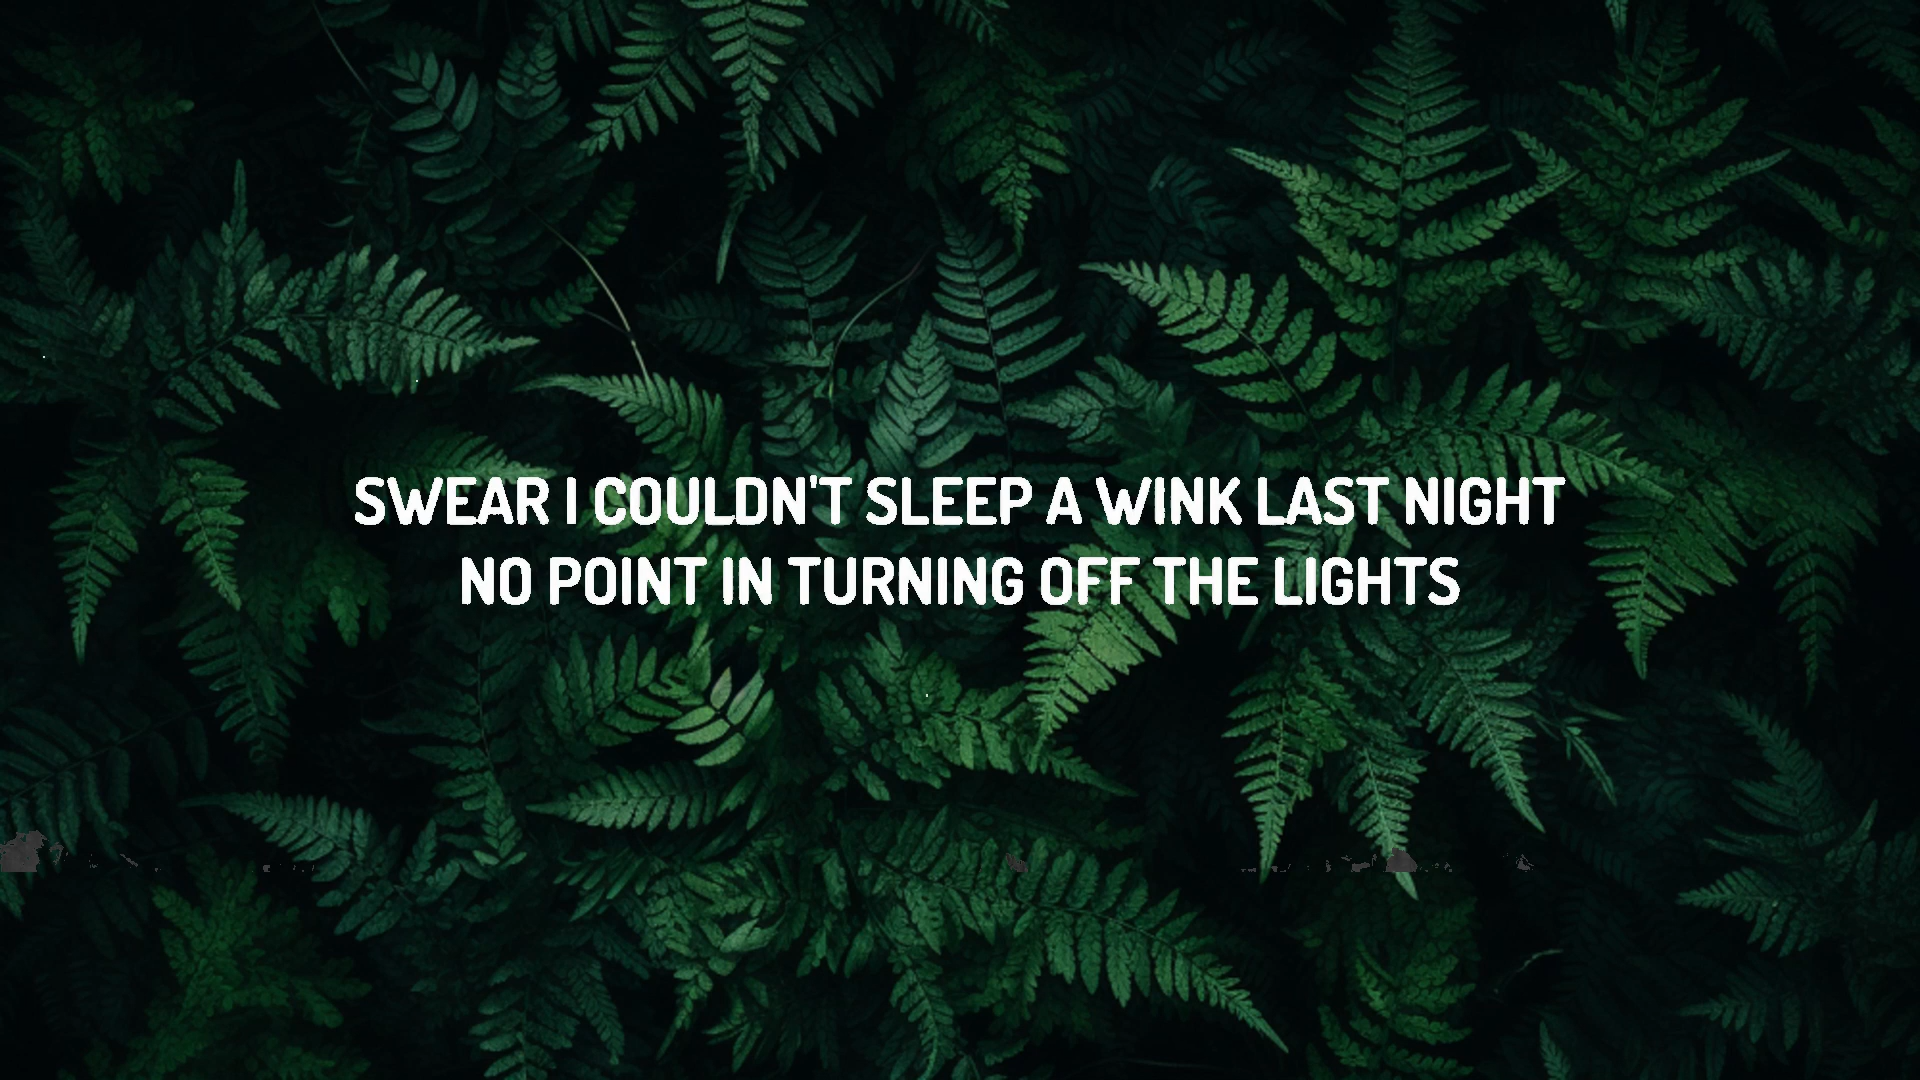 SWEAR I COULDN'T SLEEP A WINK LAST NIGHT
NO POINT IN TURNING OFF THE LIGHTS